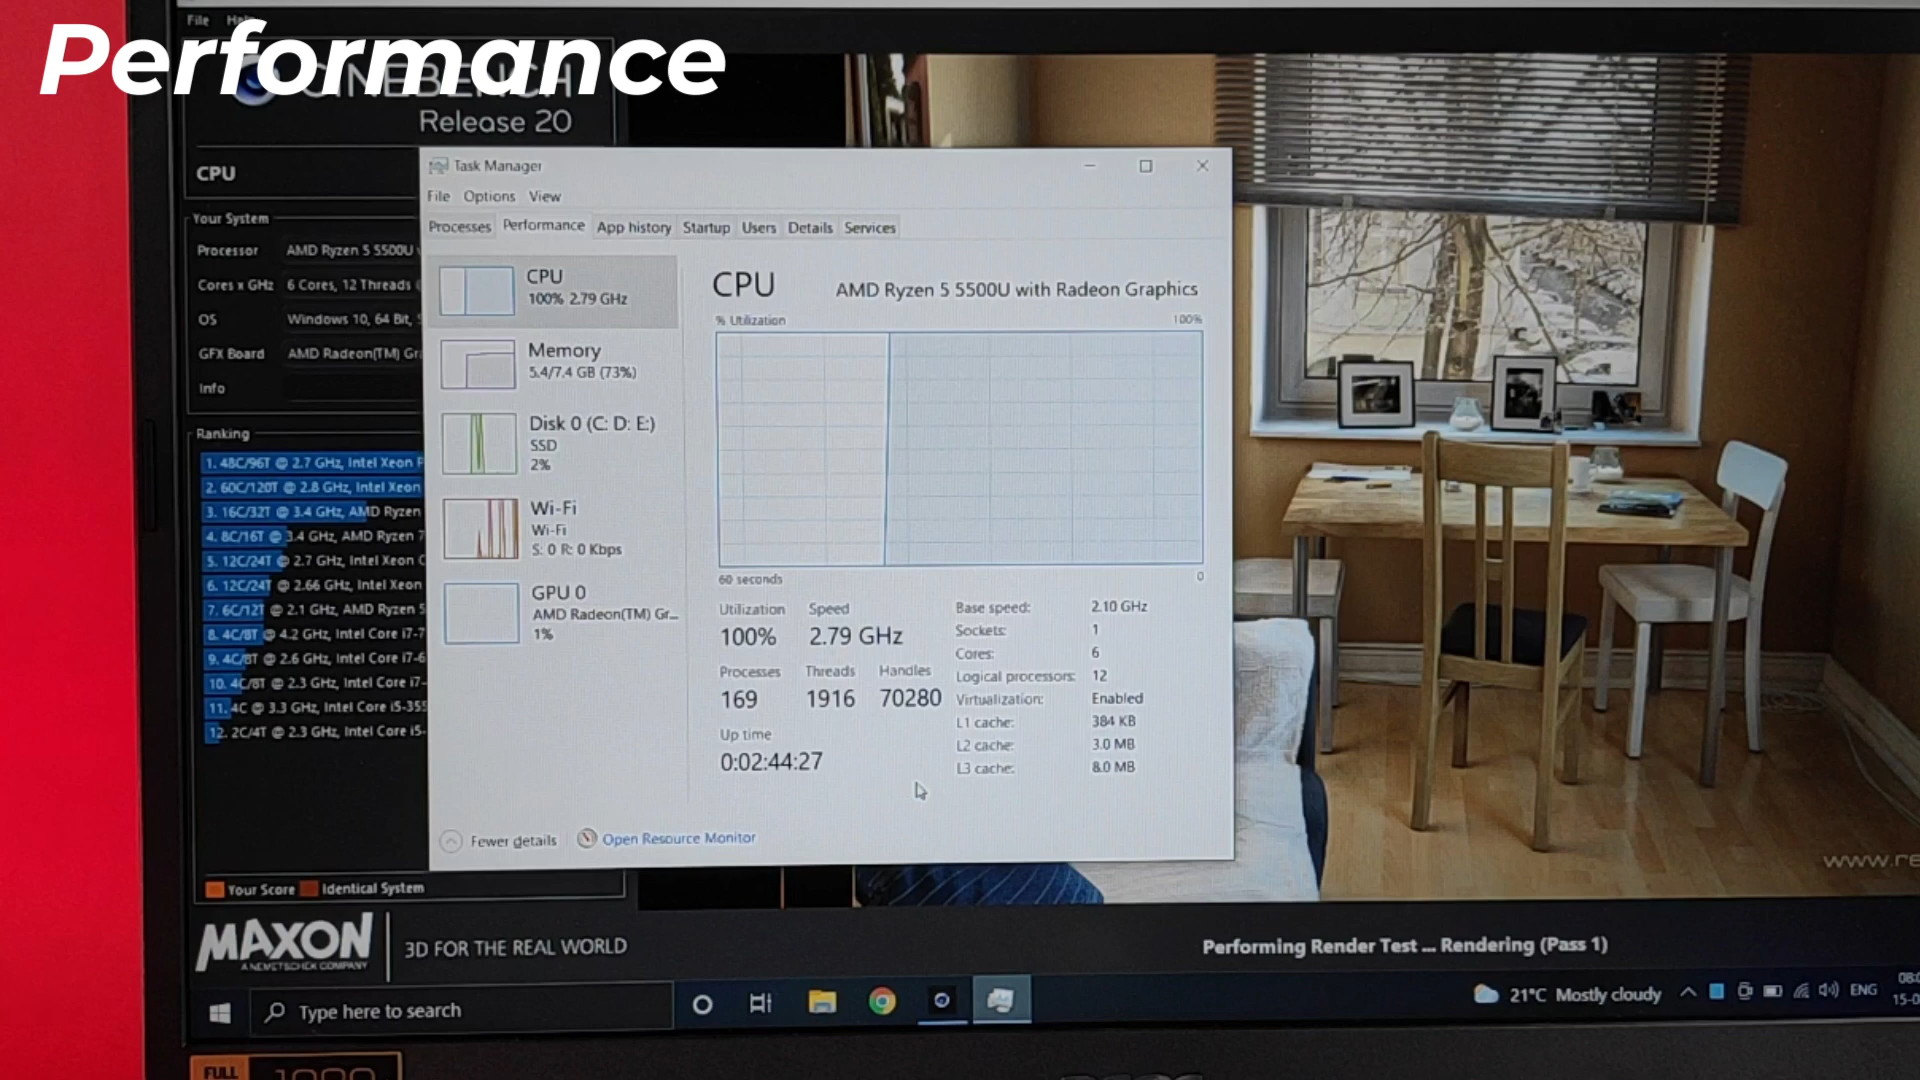 Performance
File Help
CINEBENCH
Release 20
CPU
Your System
Processor AMD Ryzen 5 5500U
Cores x GHz 6 Cores, 12 Threads
OS Windows 10, 64 Bit,
GFX Board AMD Radeon(TM)
Info
Ranking
1. 48C/96T @ 2.7 GHz, Intel Xeon
2. 60C/120T @ 2.8 GHz, Intel Xeon
3. 16C/32T @ 3.4 GHz, AMD Ryzen
4. 8C/16T @ 3.4 GHz, AMD Ryzen 7
5. 12C/24T @ 2.7 GHz, Intel Xeon
6. 12C/24T @ 2.66 GHz, Intel Xeon
7. 6C/12T @ 2.1 GHz, AMD Ryzen 5
8. 4C/8T @ 4.2 GHz, Intel Core i7-7
9. 4C/8T @ 2.6 GHz, Intel Core i7-6
10. 4C/8T @ 2.3 GHz, Intel Core i7-
11. 4C @ 3.3 GHz, Intel Core i5-355
12. 2C/4T @ 2.3 GHz, Intel Core i5-
Your Score Identical System
Task Manager
File Options View
Processes Performance App history Startup Users Details Services
CPU
100% 2.79 GHz
Memory
5.4/7.4 GB (73%)
Disk 0 (C: D: E:)
SSD
2%
Wi-Fi
Wi-Fi
S: 0 R: 0 Kbps
GPU 0
AMD Radeon(TM) Gr...
1%
CPU AMD Ryzen 5 5500U with Radeon Graphics
% Utilization 100%
60 seconds 0
Utilization Speed
100% 2.79 GHz
Processes Threads Handles
169 1916 70280
Up time
0:02:44:27
Base speed: 2.10 GHz
Sockets: 1
Cores: 6
Logical processors: 12
Virtualization: Enabled
L1 cache: 384 KB
L2 cache: 3.0 MB
L3 cache: 8.0 MB
Fewer details Open Resource Monitor
www.re
MAXON
A NEMETSCHEK COMPANY
3D FOR THE REAL WORLD
Performing Render Test ... Rendering (Pass 1)
Type here to search
21°C Mostly cloudy ENG
08:0
15-0
FULL